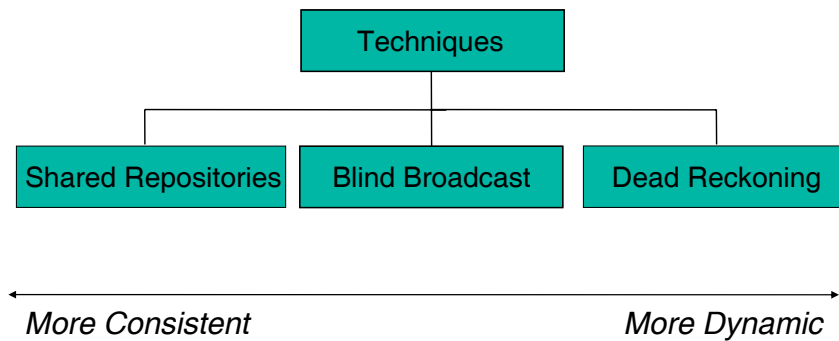 Techniques
Shared Repositories
Blind Broadcast
Dead Reckoning
More Consistent
More Dynamic